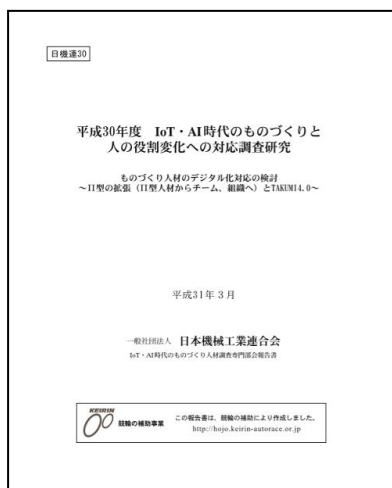 日機連30
平成30年度 IoT・AI時代のものづくりと
人の役割変化への対応調査研究
ものづくり人材のデジタル化対応の検討
～Π型の拡張（Π型人材からチーム、組織へ）とTAKUMI4.0～
平成31年3月
一般社団法人 日本機械工業連合会
IoT・AI時代のものづくり人材調査専門部会報告書
KEIRIN
競輪の補助事業
この報告書は、競輪の補助により作成しました。
http://hojo.keirin-autorace.or.jp